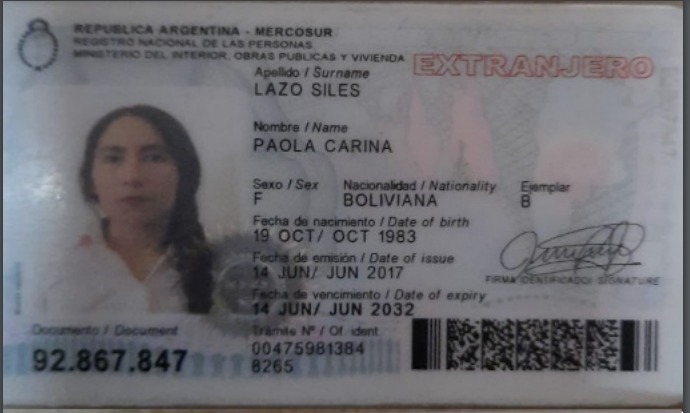 REPUBLICA ARGENTINA - MERCOSUR
REGISTRO NACIONAL DE LAS PERSONAS
MINISTERIO DEL INTERIOR, OBRAS PUBLICAS Y VIVIENDA
EXTRANJERO
Apellido / Surname
LAZO SILES
Nombre / Name
PAOLA CARINA
Sexo / Sex Nacionalidad / Nationality Ejemplar
F BOLIVIANA B
Fecha de nacimiento / Date of birth
19 OCT/ OCT 1983
Fecha de emisión / Date of issue
14 JUN/ JUN 2017
FIRMA IDENTIFICADO/ SIGNATURE
Fecha de vencimiento / Date of expiry
14 JUN/ JUN 2032
Documento / Document
92.867.847
Trámite Nº / Of. ident.
00475981384
8265